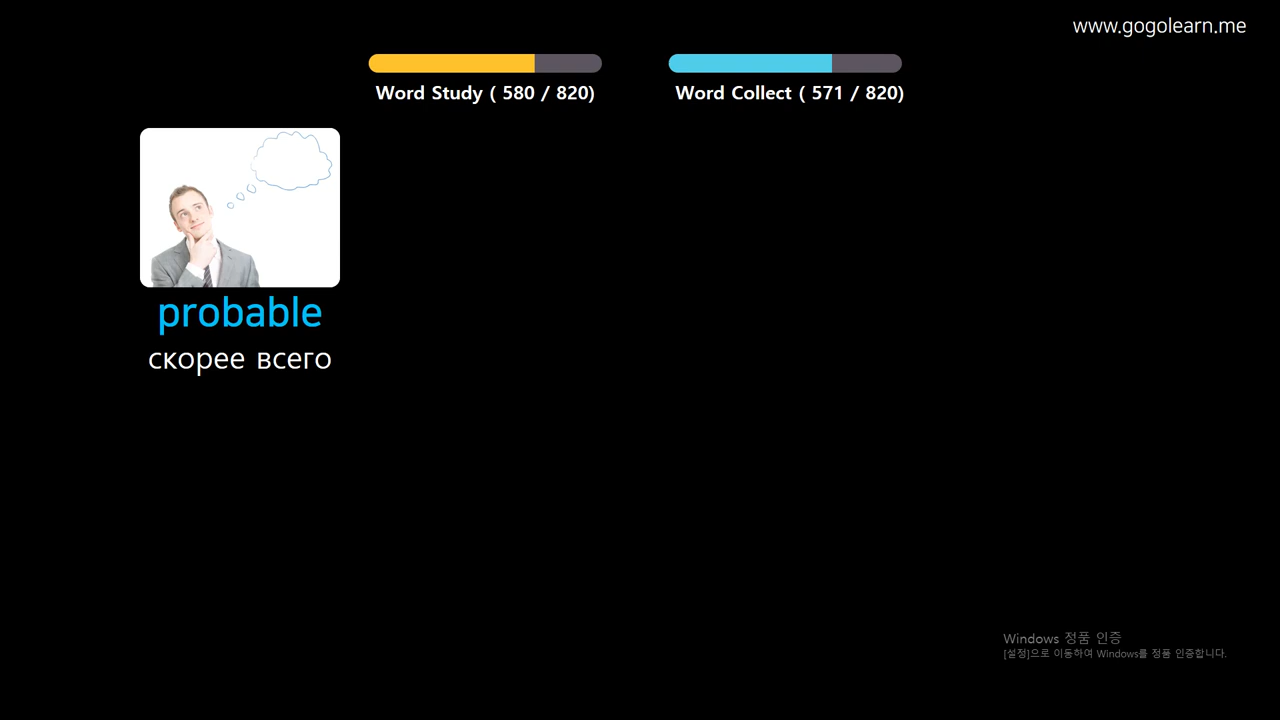 www.gogolearn.me
Word Study ( 580 / 820)
Word Collect ( 571 / 820)
probable
скорее всего
Windows 정품 인증
[설정]으로 이동하여 Windows를 정품 인증합니다.